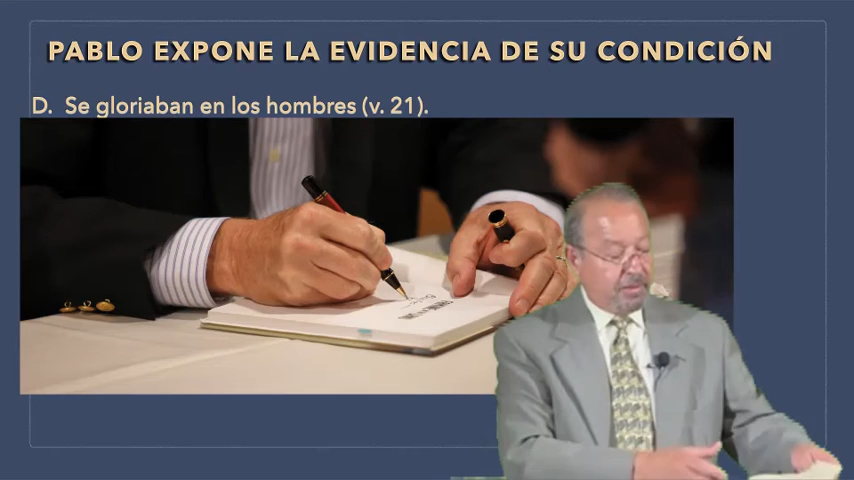 PABLO EXPONE LA EVIDENCIA DE SU CONDICIÓN
D. Se gloriaban en los hombres (v. 21).